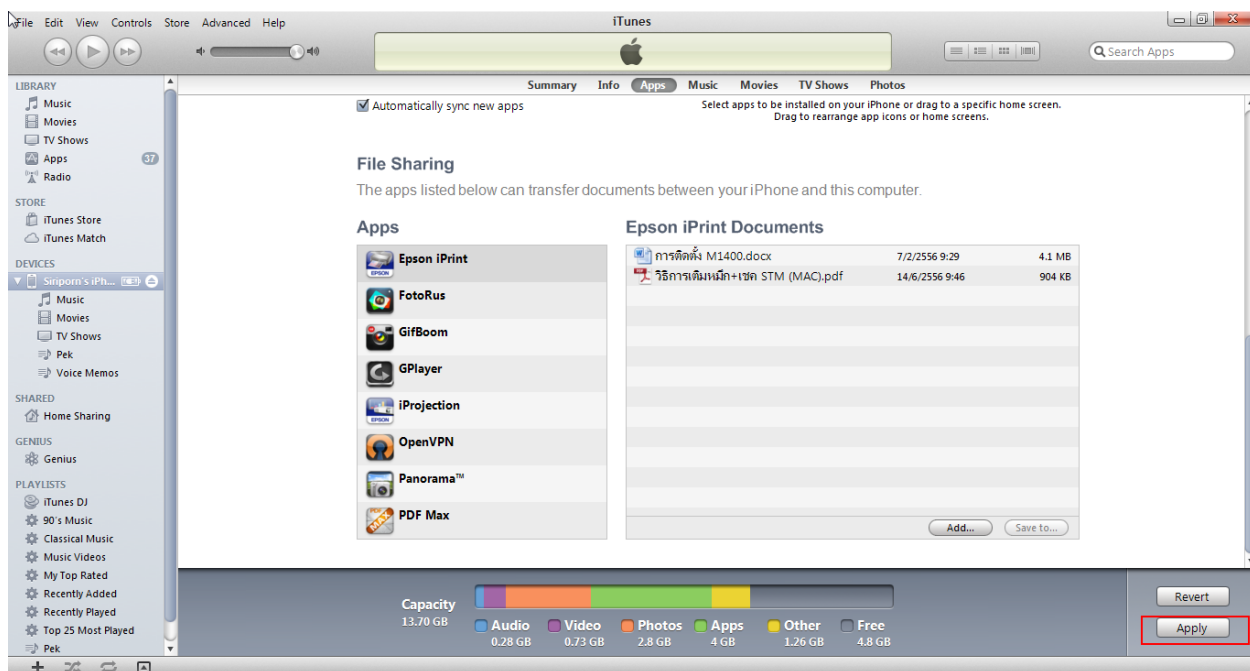 File Edit View Controls Store Advanced Help
iTunes
Search Apps
Summary Info Apps Music Movies TV Shows Photos
LIBRARY
Music
Movies
TV Shows
Apps 37
Radio
STORE
iTunes Store
iTunes Match
DEVICES
Siriporn's iPh...
Music
Movies
TV Shows
Pek
Voice Memos
SHARED
Home Sharing
GENIUS
Genius
PLAYLISTS
iTunes DJ
90's Music
Classical Music
Music Videos
My Top Rated
Recently Added
Recently Played
Top 25 Most Played
Pek
Automatically sync new apps
Select apps to be installed on your iPhone or drag to a specific home screen.
Drag to rearrange app icons or home screens.
File Sharing
The apps listed below can transfer documents between your iPhone and this computer.
Apps
Epson iPrint
FotoRus
GifBoom
GPlayer
iProjection
OpenVPN
Panorama™
PDF Max
Epson iPrint Documents
การติดตั้ง M1400.docx 7/2/2556 9:29 4.1 MB
วิธีการเติมหมึก+เซต STM (MAC).pdf 14/6/2556 9:46 904 KB
Add... Save to...
Capacity
13.70 GB
Audio Video Photos Apps Other Free
0.28 GB 0.73 GB 2.8 GB 4 GB 1.26 GB 4.8 GB
Revert
Apply